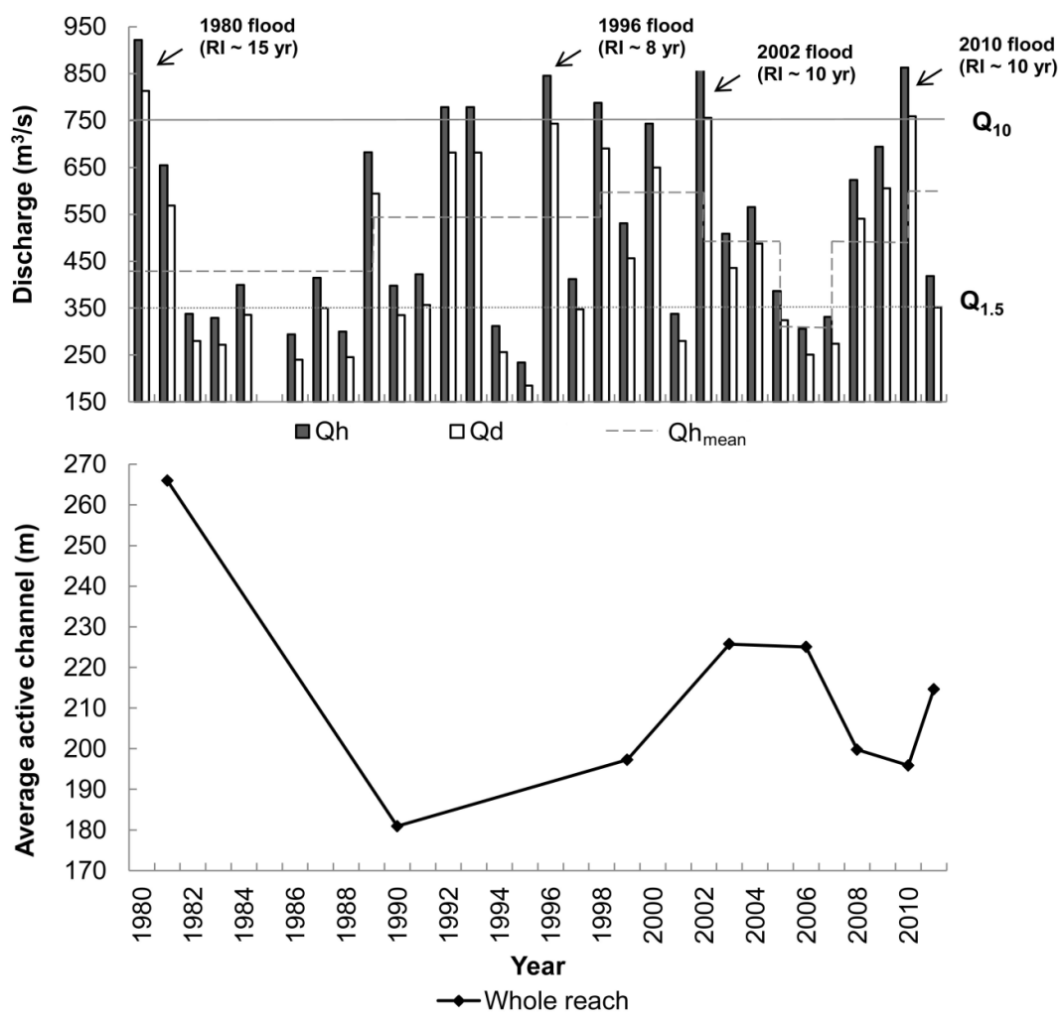 950
850
750
650
550
450
350
250
150
Discharge (m³/s)
1980 flood
(RI ~ 15 yr)
1996 flood
(RI ~ 8 yr)
2002 flood
(RI ~ 10 yr)
2010 flood
(RI ~ 10 yr)
Q₁₀
Q₁.₅
Qh
Qd
Qhmean
270
260
250
240
230
220
210
200
190
180
170
Average active channel (m)
1980
1982
1984
1986
1988
1990
1992
1994
1996
1998
2000
2002
2004
2006
2008
2010
Year
Whole reach